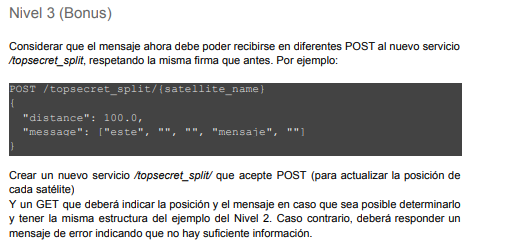 Nivel 3 (Bonus)
Considerar que el mensaje ahora debe poder recibirse en diferentes POST al nuevo servicio
/topsecret_split, respetando la misma firma que antes. Por ejemplo:
POST /topsecret_split/{satellite_name}
{
"distance": 100.0,
"message": ["este", "", "", "mensaje", ""]
}
Crear un nuevo servicio /topsecret_split/ que acepte POST (para actualizar la posición de
cada satélite)
Y un GET que deberá indicar la posición y el mensaje en caso que sea posible determinarlo
y tener la misma estructura del ejemplo del Nivel 2. Caso contrario, deberá responder un
mensaje de error indicando que no hay suficiente información.